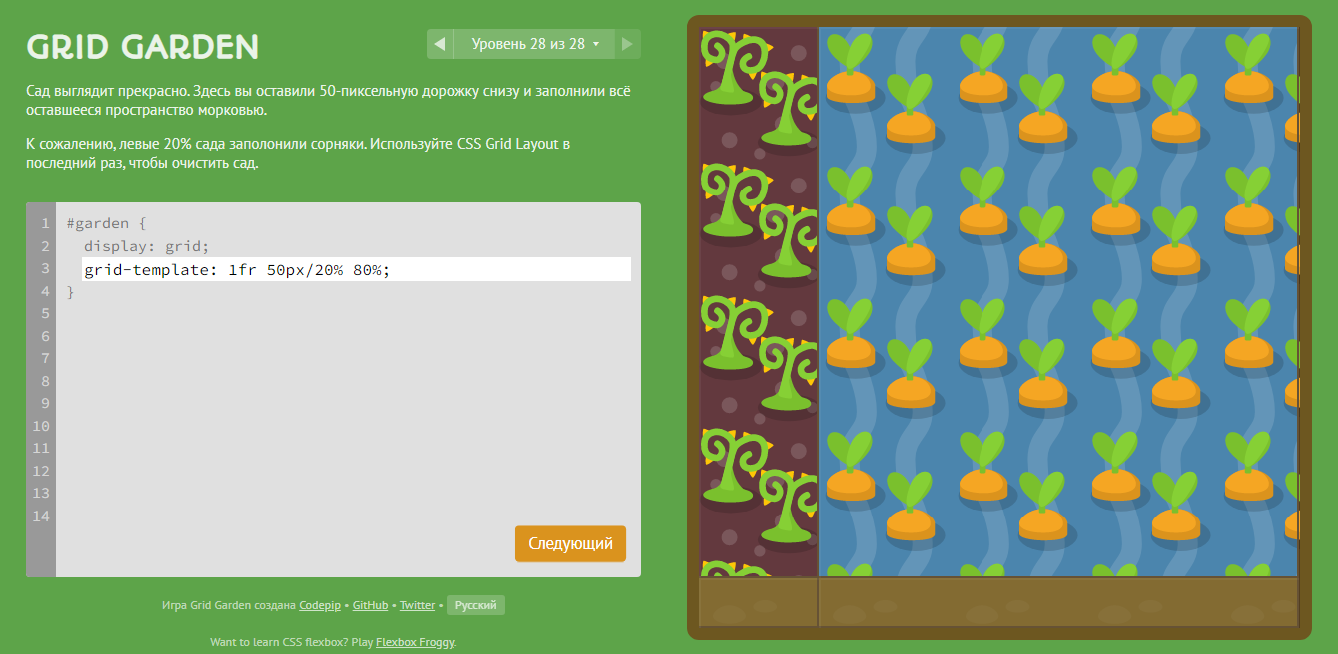 GRID GARDEN
Уровень 28 из 28
Сад выглядит прекрасно. Здесь вы оставили 50-пиксельную дорожку снизу и заполнили всё
оставшееся пространство морковью.
К сожалению, левые 20% сада заполонили сорняки. Используйте CSS Grid Layout в
последний раз, чтобы очистить сад.
1 #garden {
2 display: grid;
3 grid-template: 1fr 50px/20% 80%;
4 }
5
6
7
8
9
10
11
12
13
14
Следующий
Игра Grid Garden создана Codepip • GitHub • Twitter • Русский
Want to learn CSS flexbox? Play Flexbox Froggy.